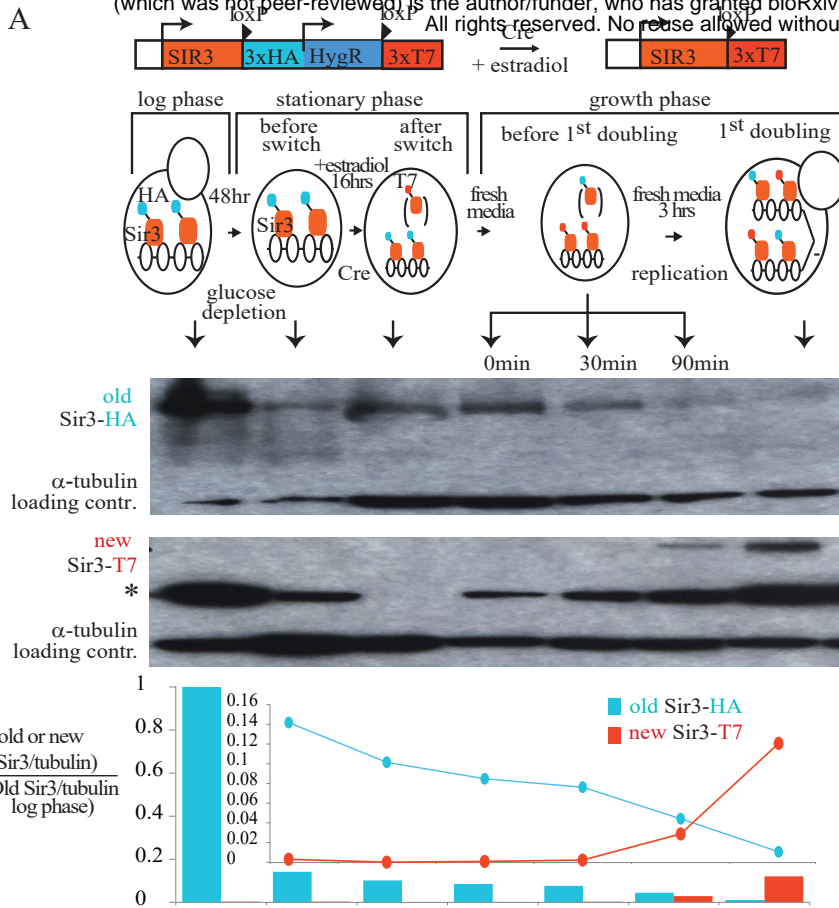 (which was not peer-reviewed) is the author/funder, who has granted bioRxiv
All rights reserved. No reuse allowed withou
A
loxP
loxP
loxP
SIR3
3xHA
HygR
3xT7
Cre
+ estradiol
SIR3
3xT7
log phase
stationary phase
growth phase
before
switch
after
switch
before 1st doubling
1st doubling
+estradiol
16hrs
HA
48hr
T7
Sir3
Sir3
Cre
fresh
media
fresh media
3 hrs
replication
glucose
depletion
0min
30min
90min
old
Sir3-HA
α-tubulin
loading contr.
new
Sir3-T7
*
α-tubulin
loading contr.
old or new
Sir3/tubulin)
Old Sir3/tubulin
log phase)
1
0.8
0.6
0.4
0.2
0
0.16
0.14
0.12
0.1
0.08
0.06
0.04
0.02
0
old Sir3-HA
new Sir3-T7